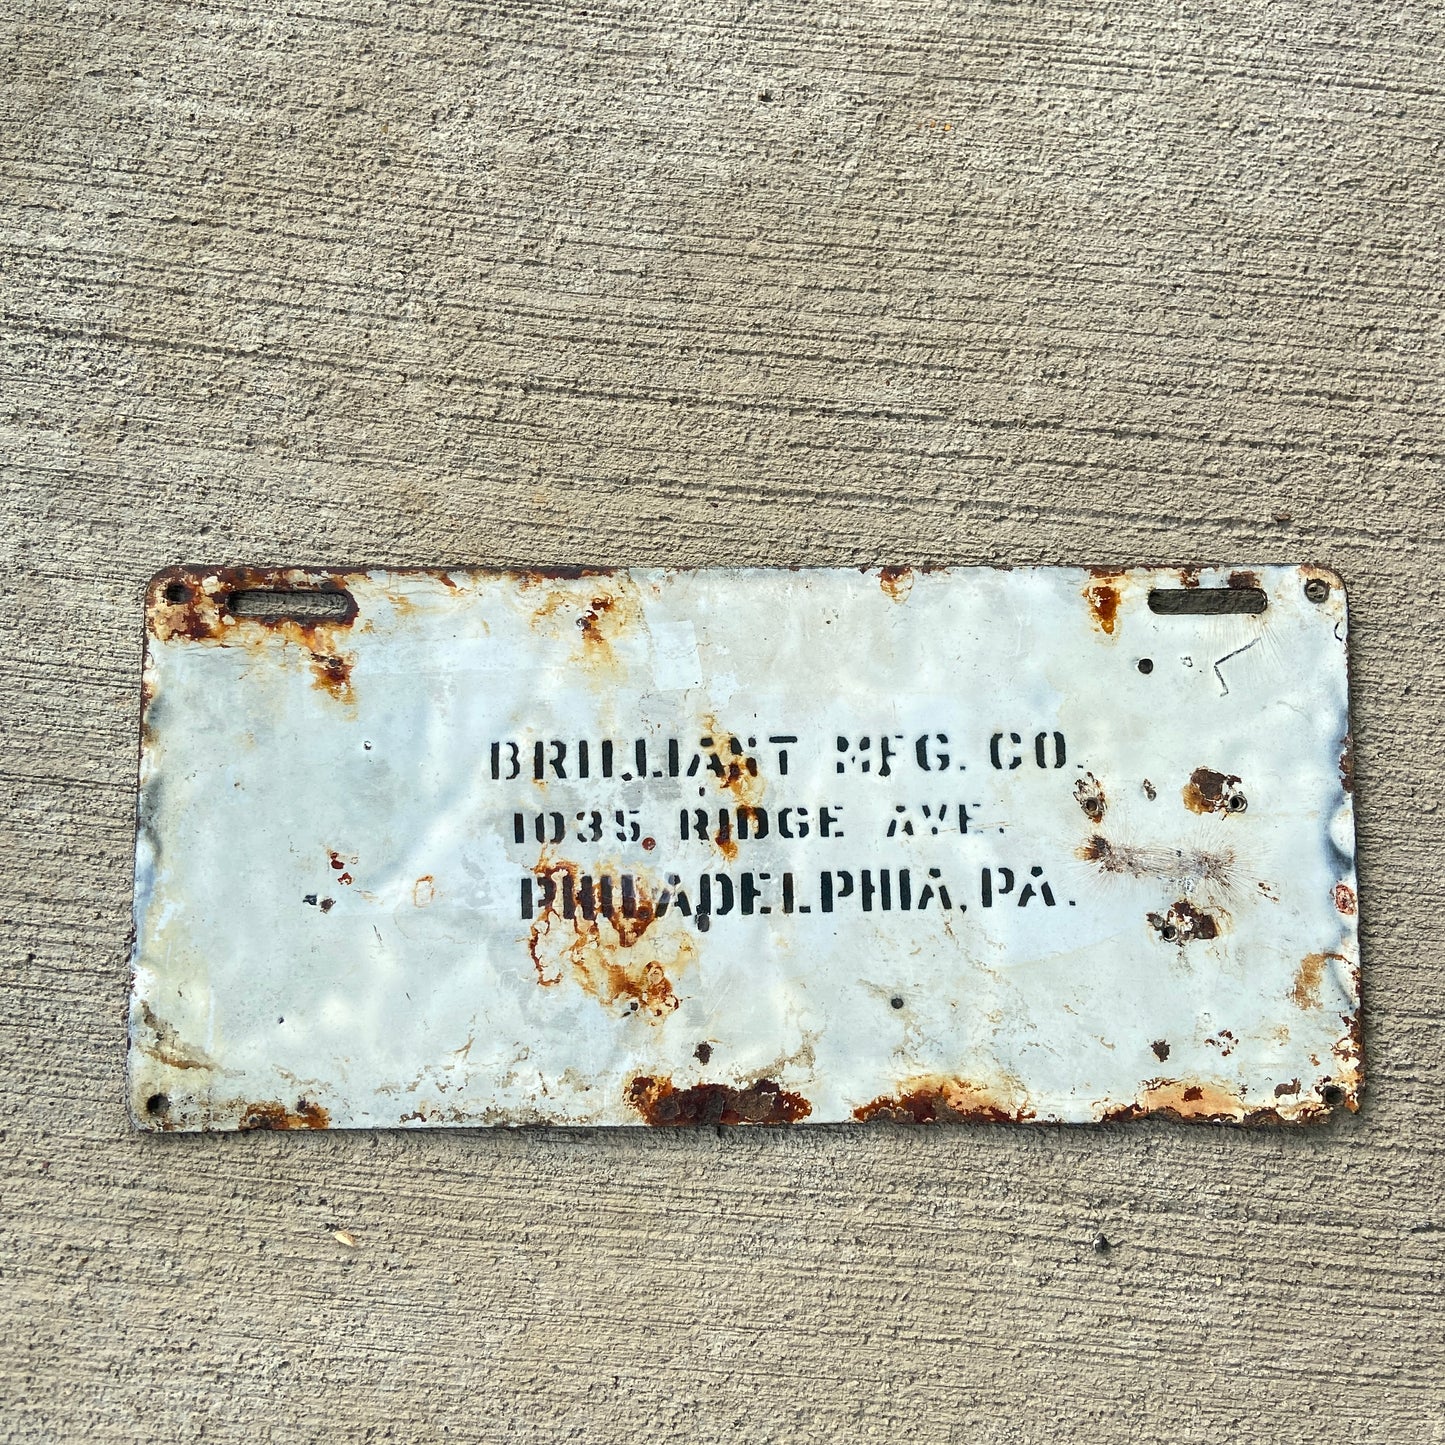 BRILLIANT MFG. CO.
1035 RIDGE AVE.
PHILADELPHIA, PA.